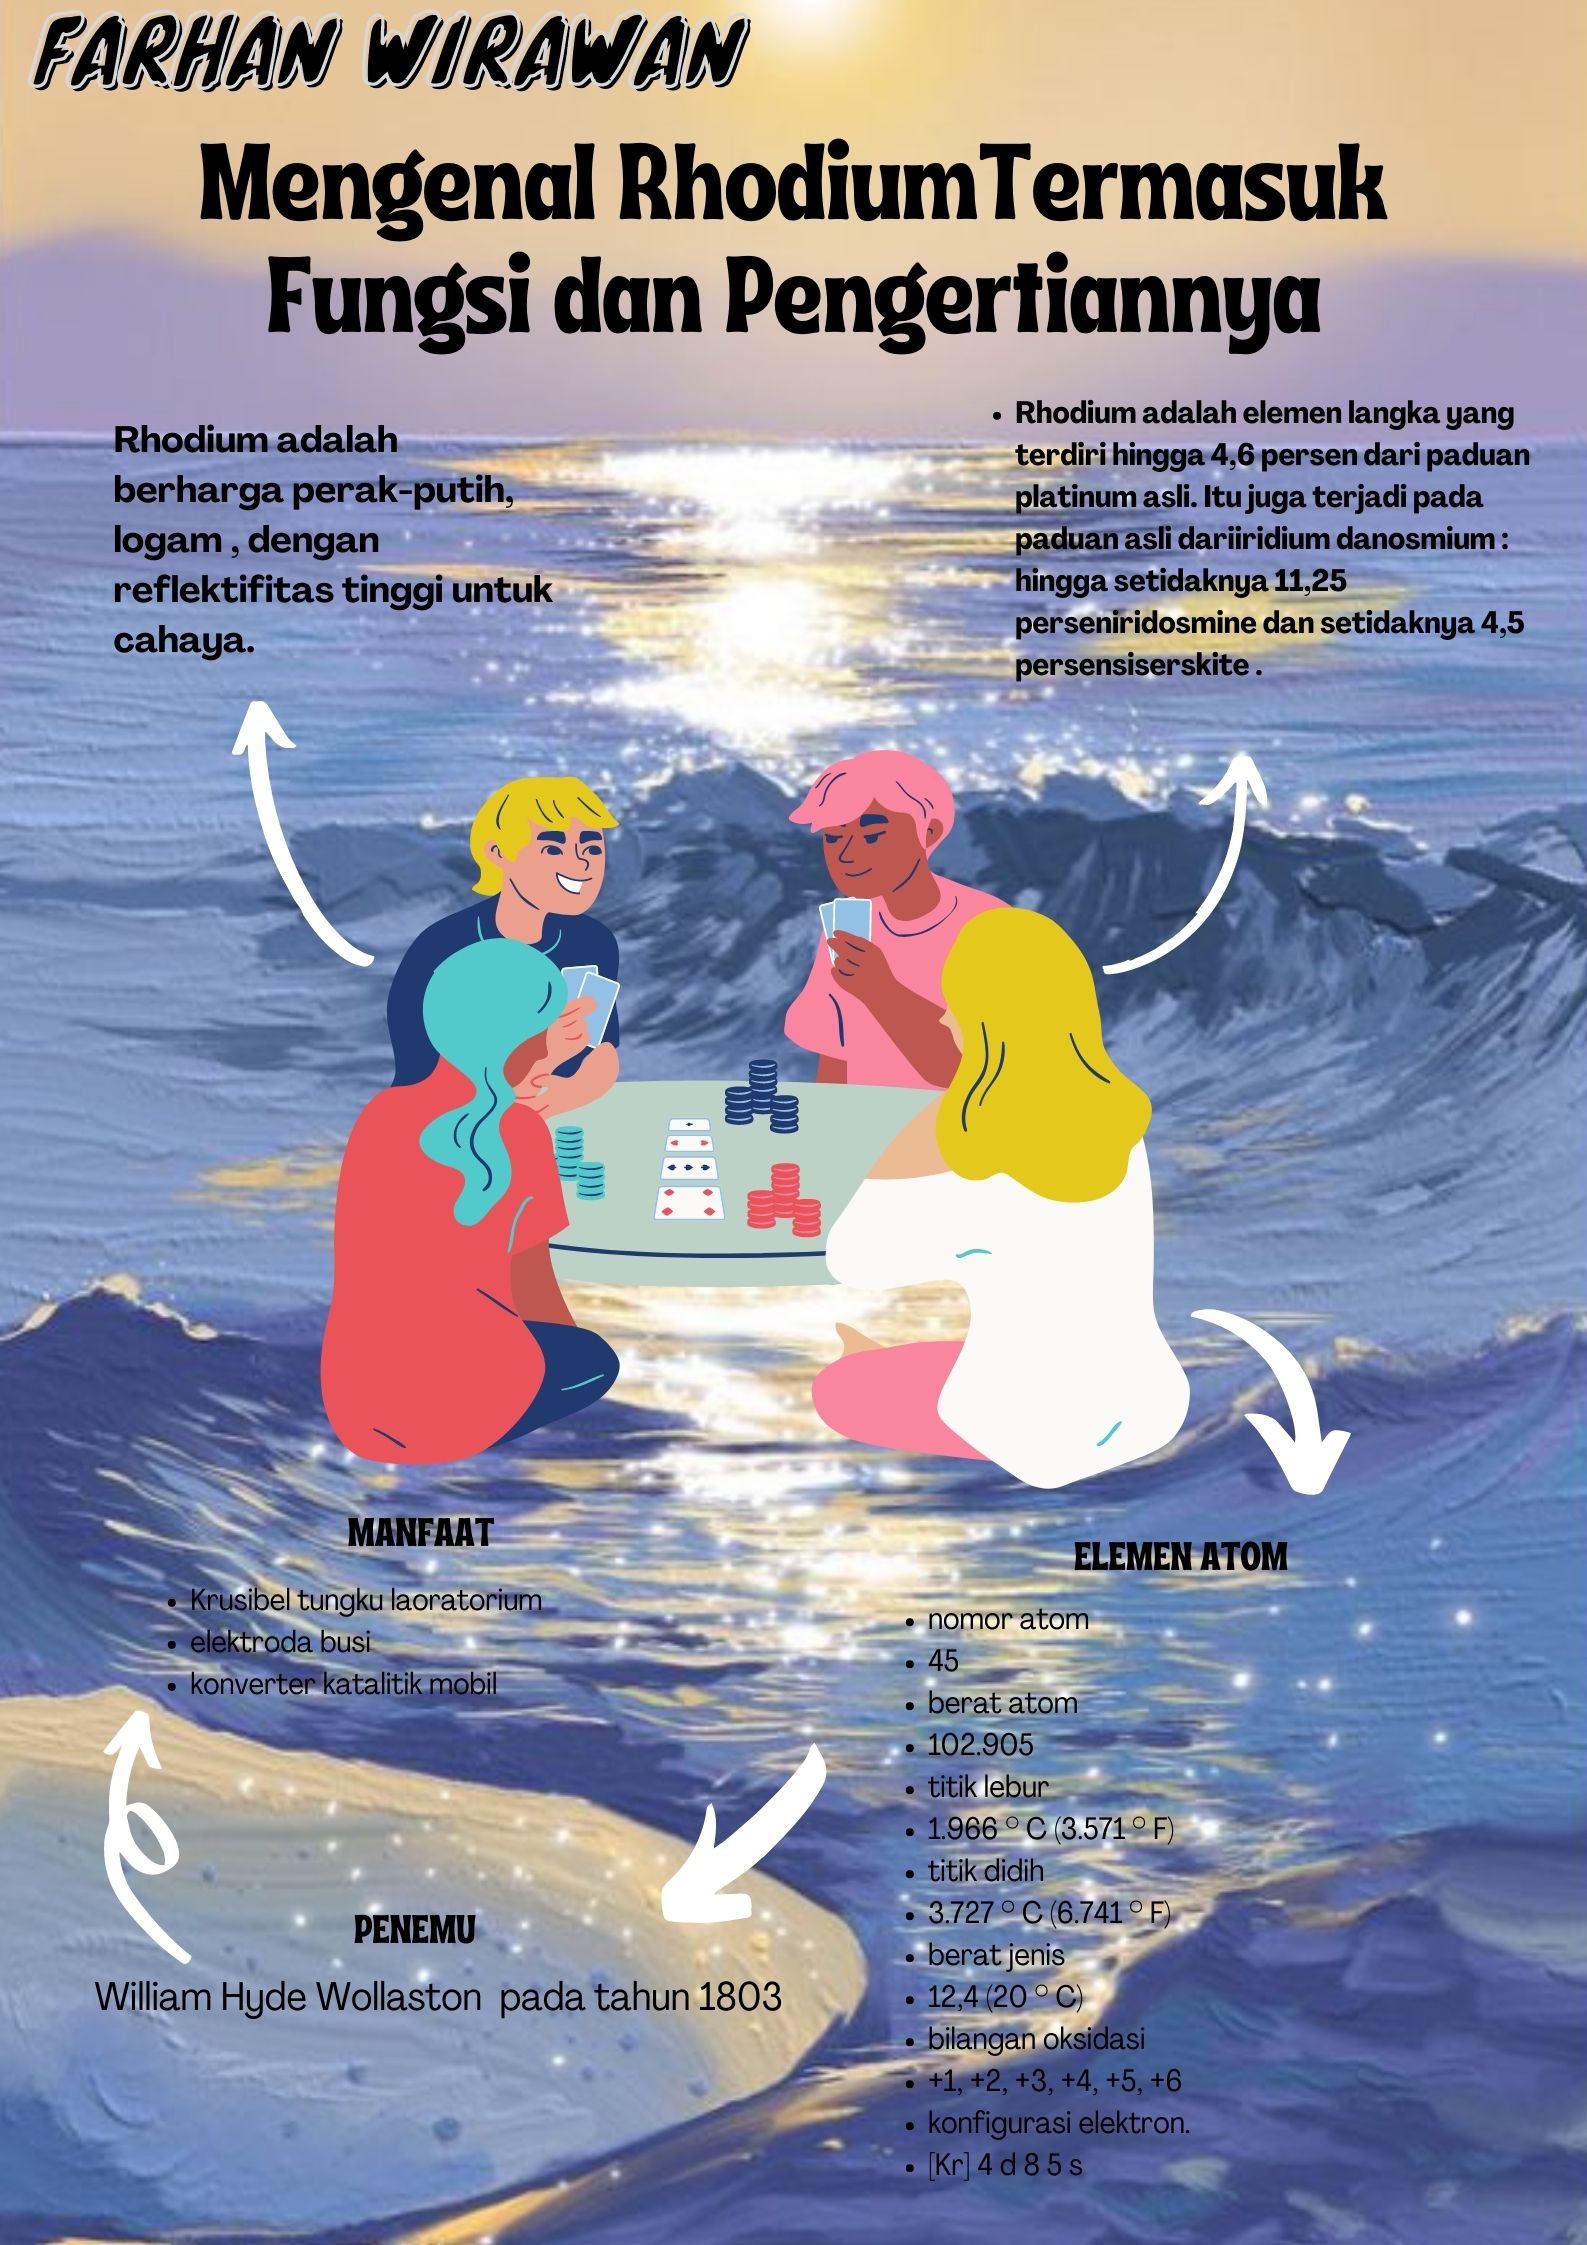 FARHAN WIRAWAN
Mengenal RhodiumTermasuk
Fungsi dan Pengertiannya
Rhodium adalah
berharga perak-putih,
logam , dengan
reflektifitas tinggi untuk
cahaya.
• Rhodium adalah elemen langka yang
terdiri hingga 4,6 persen dari paduan
platinum asli. Itu juga terjadi pada
paduan asli dariiridium danosmium :
hingga setidaknya 11,25
perseniridosmine dan setidaknya 4,5
persensiserskite .
MANFAAT
• Krusibel tungku laoratorium
• elektroda busi
• konverter katalitik mobil
PENEMU
William Hyde Wollaston  pada tahun 1803
ELEMEN ATOM
• nomor atom
• 45
• berat atom
• 102.905
• titik lebur
• 1.966 ° C (3.571 ° F)
• titik didih
• 3.727 ° C (6.741 ° F)
• berat jenis
• 12,4 (20 ° C)
• bilangan oksidasi
• +1, +2, +3, +4, +5, +6
• konfigurasi elektron.
• [Kr] 4 d 8 5 s